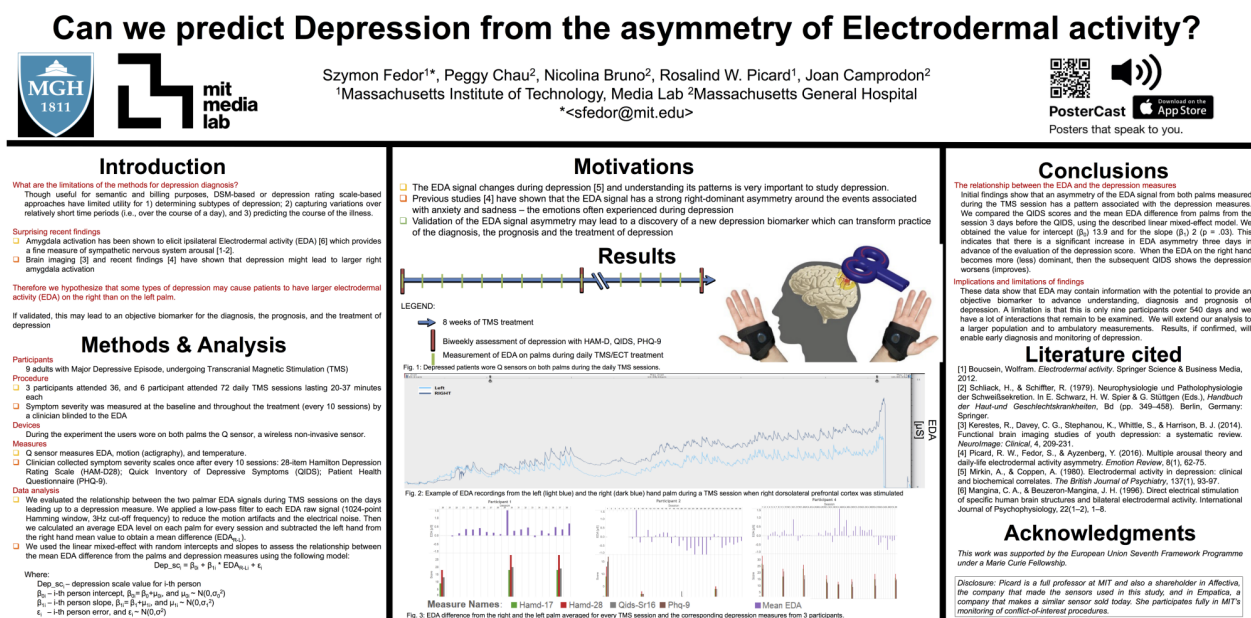 Can we predict Depression from the asymmetry of Electrodermal activity?
MGH
1811
mit
media
lab
Szymon Fedor¹*, Peggy Chau², Nicolina Bruno², Rosalind W. Picard¹, Joan Camprodon²
¹Massachusetts Institute of Technology, Media Lab ²Massachusetts General Hospital
*<sfedor@mit.edu>
PosterCast
Download on the
App Store
Posters that speak to you.
Introduction
What are the limitations of the methods for depression diagnosis?
Though useful for semantic and billing purposes, DSM-based or depression rating scale-based
approaches have limited utility for 1) determining subtypes of depression; 2) capturing variations over
relatively short time periods (i.e., over the course of a day), and 3) predicting the course of the illness.
Surprising recent findings
Amygdala activation has been shown to elicit ipsilateral Electrodermal activity (EDA) [6] which provides
a fine measure of sympathetic nervous system arousal [1-2].
Brain imaging [3] and recent findings [4] have shown that depression might lead to larger right
amygdala activation
Therefore we hypothesize that some types of depression may cause patients to have larger electrodermal
activity (EDA) on the right than on the left palm.
If validated, this may lead to an objective biomarker for the diagnosis, the prognosis, and the treatment of
depression
Methods & Analysis
Participants
9 adults with Major Depressive Episode, undergoing Transcranial Magnetic Stimulation (TMS)
Procedure
3 participants attended 36, and 6 participant attended 72 daily TMS sessions lasting 20-37 minutes
each
Symptom severity was measured at the baseline and throughout the treatment (every 10 sessions) by
a clinician blinded to the EDA
Devices
During the experiment the users wore on both palms the Q sensor, a wireless non-invasive sensor.
Measures
Q sensor measures EDA, motion (actigraphy), and temperature.
Clinician collected symptom severity scales once after every 10 sessions: 28-item Hamilton Depression
Rating Scale (HAM-D28); Quick Inventory of Depressive Symptoms (QIDS); Patient Health
Questionnaire (PHQ-9).
Data analysis
We evaluated the relationship between the two palmar EDA signals during TMS sessions on the days
leading up to a depression measure. We applied a low-pass filter to each EDA raw signal (1024-point
Hamming window, 3Hz cut-off frequency) to reduce the motion artifacts and the electrical noise. Then
we calculated an average EDA level on each palm for every session and subtracted the left hand from
the right hand mean value to obtain a mean difference (EDA_R-L).
We used the linear mixed-effect with random intercepts and slopes to assess the relationship between
the mean EDA difference from the palms and depression measures using the following model:
Dep_scᵢ = β₀ᵢ + β₁ᵢ * EDA_R-Li + εᵢ
Where:
Dep_scᵢ – depression scale value for i-th person
β₀ᵢ – i-th person intercept, β₀ᵢ= β₀+μ₀ᵢ, and μ₀ᵢ ~ N(0,σ₀²)
β₁ᵢ – i-th person slope, β₁ᵢ= β₁+μ₁ᵢ, and μ₁ᵢ ~ N(0,σ₁²)
εᵢ – i-th person error, and εᵢ ~ N(0,σ²)
Motivations
The EDA signal changes during depression [5] and understanding its patterns is very important to study depression.
Previous studies [4] have shown that the EDA signal has a strong right-dominant asymmetry around the events associated
with anxiety and sadness – the emotions often experienced during depression
Validation of the EDA signal asymmetry may lead to a discovery of a new depression biomarker which can transform practice
of the diagnosis, the prognosis and the treatment of depression
Results
LEGEND:
8 weeks of TMS treatment
Biweekly assessment of depression with HAM-D, QIDS, PHQ-9
Measurement of EDA on palms during daily TMS/ECT treatment
Fig. 1: Depressed patients wore Q sensors on both palms during the daily TMS sessions.
Left
RIGHT
EDA
[µS]
Fig. 2: Example of EDA recordings from the left (light blue) and the right (dark blue) hand palm during a TMS session when right dorsolateral prefrontal cortex was stimulated
Participant 1
Participant 3
Participant 4
Measure Names: Hamd-17 Hamd-28 Qids-Sr16 Phq-9 Mean EDA
Fig. 3: EDA difference from the right and the left palm averaged for every TMS session and the corresponding depression measures from 3 participants.
Conclusions
The relationship between the EDA and the depression measures
Initial findings show that an asymmetry of the EDA signal from both palms measured
during the TMS session has a pattern associated with the depression measures.
We compared the QIDS scores and the mean EDA difference from palms from the
session 3 days before the QIDS, using the described linear mixed-effect model. We
obtained the value for intercept (β₀) 13.9 and for the slope (β₁) 2 (p = .03). This
indicates that there is a significant increase in EDA asymmetry three days in
advance of the evaluation of the depression score. When the EDA on the right hand
becomes more (less) dominant, then the subsequent QIDS shows the depression
worsens (improves).
Implications and limitations of findings
These data show that EDA may contain information with the potential to provide an
objective biomarker to advance understanding, diagnosis and prognosis of
depression. A limitation is that this is only nine participants over 540 days and we
have a lot of interactions that remain to be examined. We will extend our analysis to
a larger population and to ambulatory measurements. Results, if confirmed, will
enable early diagnosis and monitoring of depression.
Literature cited
[1] Boucsein, Wolfram. Electrodermal activity. Springer Science & Business Media,
2012.
[2] Schliack, H., & Schiffter, R. (1979). Neurophysiologie und Patholophysiologie
der Schweißsekretion. In E. Schwarz, H. W. Spier & G. Stüttgen (Eds.), Handbuch
der Haut-und Geschlechtskrankheiten, Bd (pp. 349–458). Berlin, Germany:
Springer.
[3] Kerestes, R., Davey, C. G., Stephanou, K., Whittle, S., & Harrison, B. J. (2014).
Functional brain imaging studies of youth depression: a systematic review.
NeuroImage: Clinical, 4, 209-231.
[4] Picard, R. W., Fedor, S., & Ayzenberg, Y. (2016). Multiple arousal theory and
daily-life electrodermal activity asymmetry. Emotion Review, 8(1), 62-75.
[5] Mirkin, A., & Coppen, A. (1980). Electrodermal activity in depression: clinical
and biochemical correlates. The British Journal of Psychiatry, 137(1), 93-97.
[6] Mangina, C. A., & Beuzeron-Mangina, J. H. (1996). Direct electrical stimulation
of specific human brain structures and bilateral electrodermal activity. International
Journal of Psychophysiology, 22(1–2), 1–8.
Acknowledgments
This work was supported by the European Union Seventh Framework Programme
under a Marie Curie Fellowship.
Disclosure: Picard is a full professor at MIT and also a shareholder in Affectiva,
the company that made the sensors used in this study, and in Empatica, a
company that makes a similar sensor sold today. She participates fully in MIT's
monitoring of conflict-of-interest procedures.